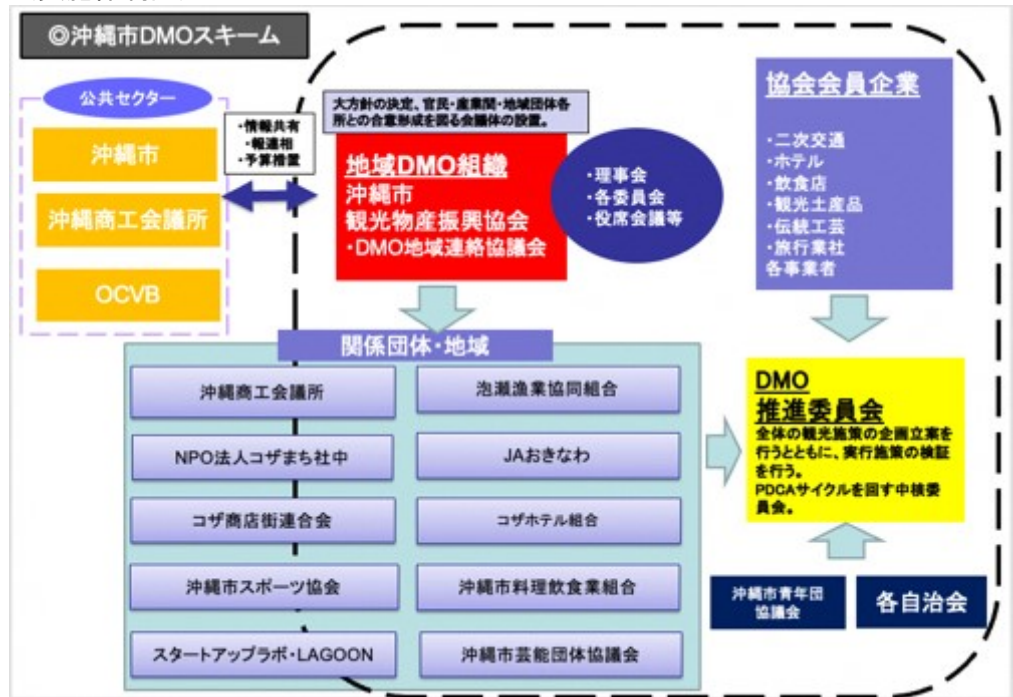 ◎沖縄市DMOスキーム
公共セクター
沖縄市
沖縄商工会議所
OCVB
・情報共有
・報連相
・予算措置
大方針の決定、官民・産業間・地域団体各
所との合意形成を図る会議体の設置。
地域DMO組織
沖縄市
観光物産振興協会
・DMO地域連絡協議会
・理事会
・各委員会
・役席会議等
協会会員企業
・二次交通
・ホテル
・飲食店
・観光土産品
・伝統工芸
・旅行業社
各事業者
関係団体・地域
沖縄商工会議所
泡瀬漁業協同組合
NPO法人コザまち社中
JAおきなわ
コザ商店街連合会
コザホテル組合
沖縄市スポーツ協会
沖縄市料理飲食業組合
スタートアップラボ・LAGOON
沖縄市芸能団体協議会
DMO
推進委員会
全体の観光施策の企画立案を
行うとともに、実行施策の検証
を行う。
PDCAサイクルを回す中核委
員会。
沖縄市青年団
協議会
各自治会